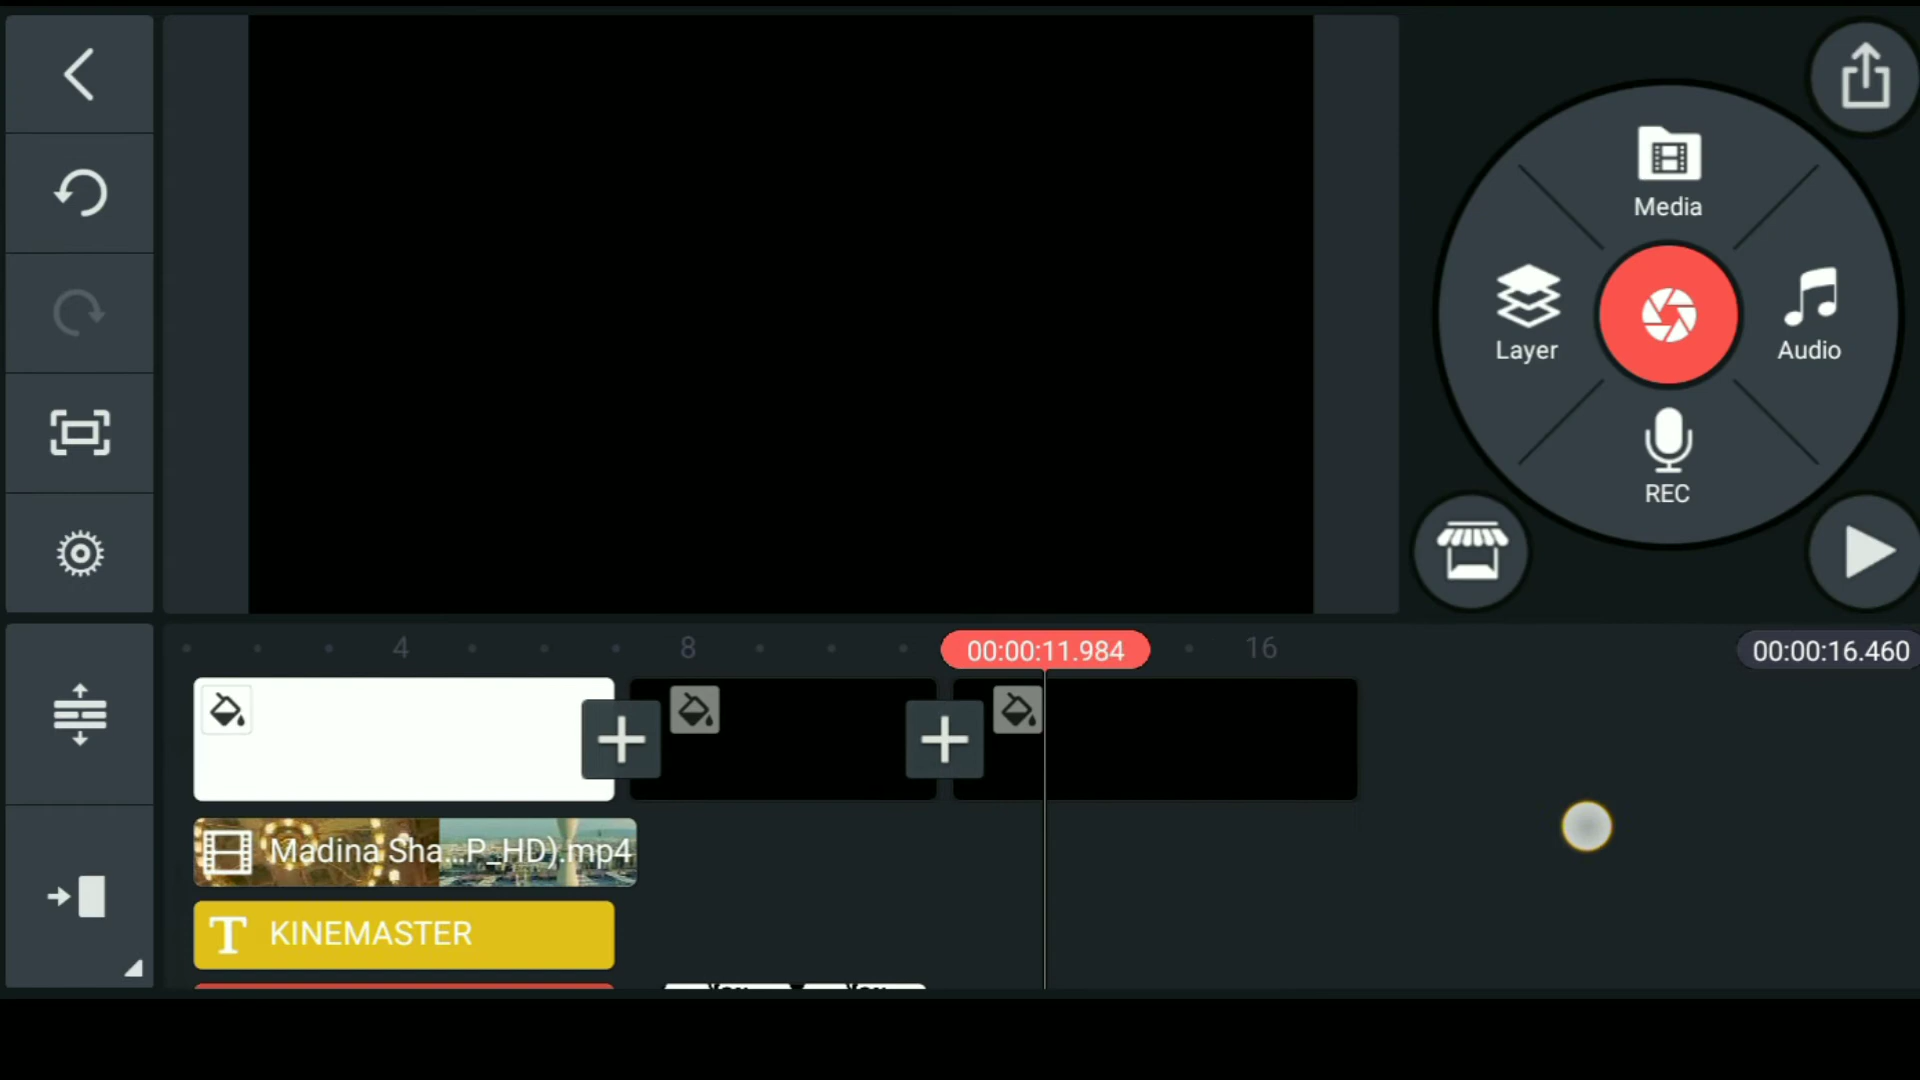 Media
Layer
Audio
REC
4
8
00:00:11.984
16
00:00:16.460
Madina Sha...P_HD).mp4
T KINEMASTER